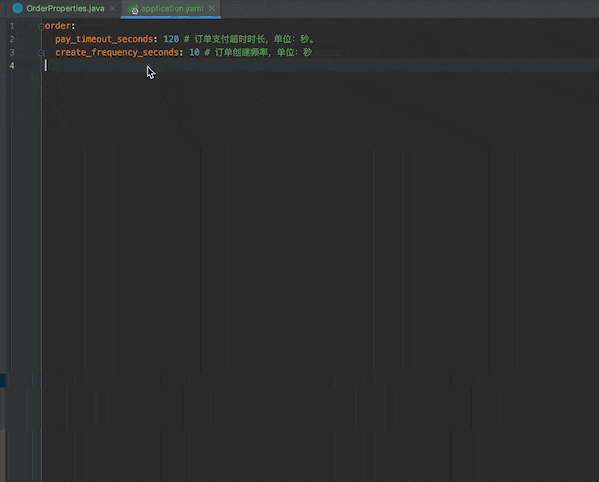 OrderProperties.java application.yaml
1 order:
2 pay_timeout_seconds: 120 # 订单支付超时时长，单位：秒。
3 create_frequency_seconds: 10 # 订单创建频率，单位：秒
4